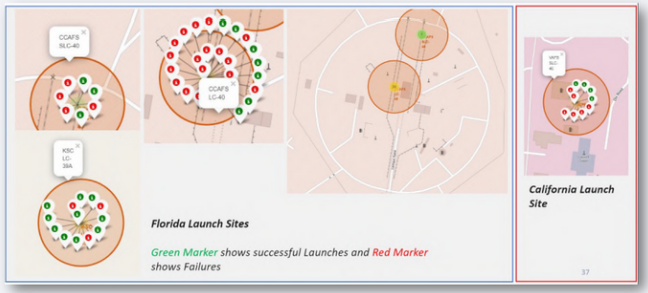 CCAFS
SLC-40
CCAFS
LC-40
KSC
LC-
39A
Florida Launch Sites
Green Marker shows successful Launches and Red Marker
shows Failures
California Launch
Site
37